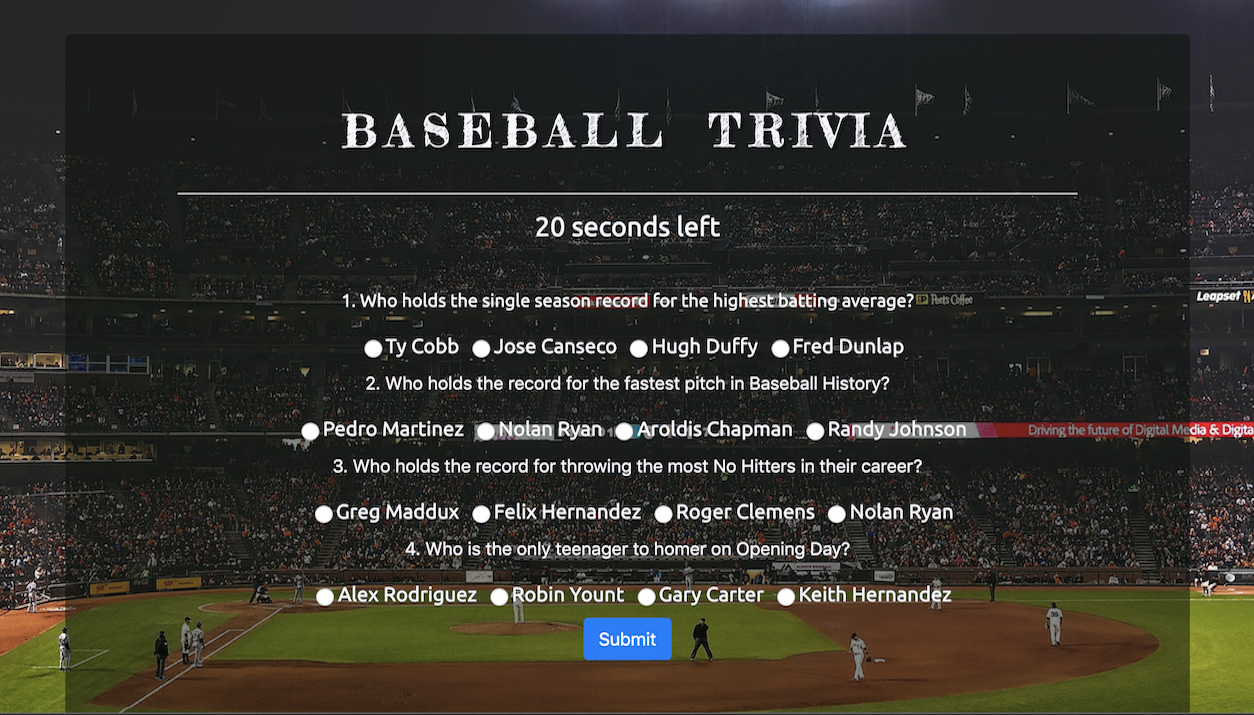 BASEBALL TRIVIA
20 seconds left
1. Who holds the single season record for the highest batting average?
Peet's Coffee
Leapset
Ty Cobb Jose Canseco Hugh Duffy Fred Dunlap
2. Who holds the record for the fastest pitch in Baseball History?
Pedro Martinez Nolan Ryan Aroldis Chapman Randy Johnson
Driving the future of Digital Media & Digita
3. Who holds the record for throwing the most No Hitters in their career?
Greg Maddux Felix Hernandez Roger Clemens Nolan Ryan
4. Who is the only teenager to homer on Opening Day?
Alex Rodriguez Robin Yount Gary Carter Keith Hernandez
Submit